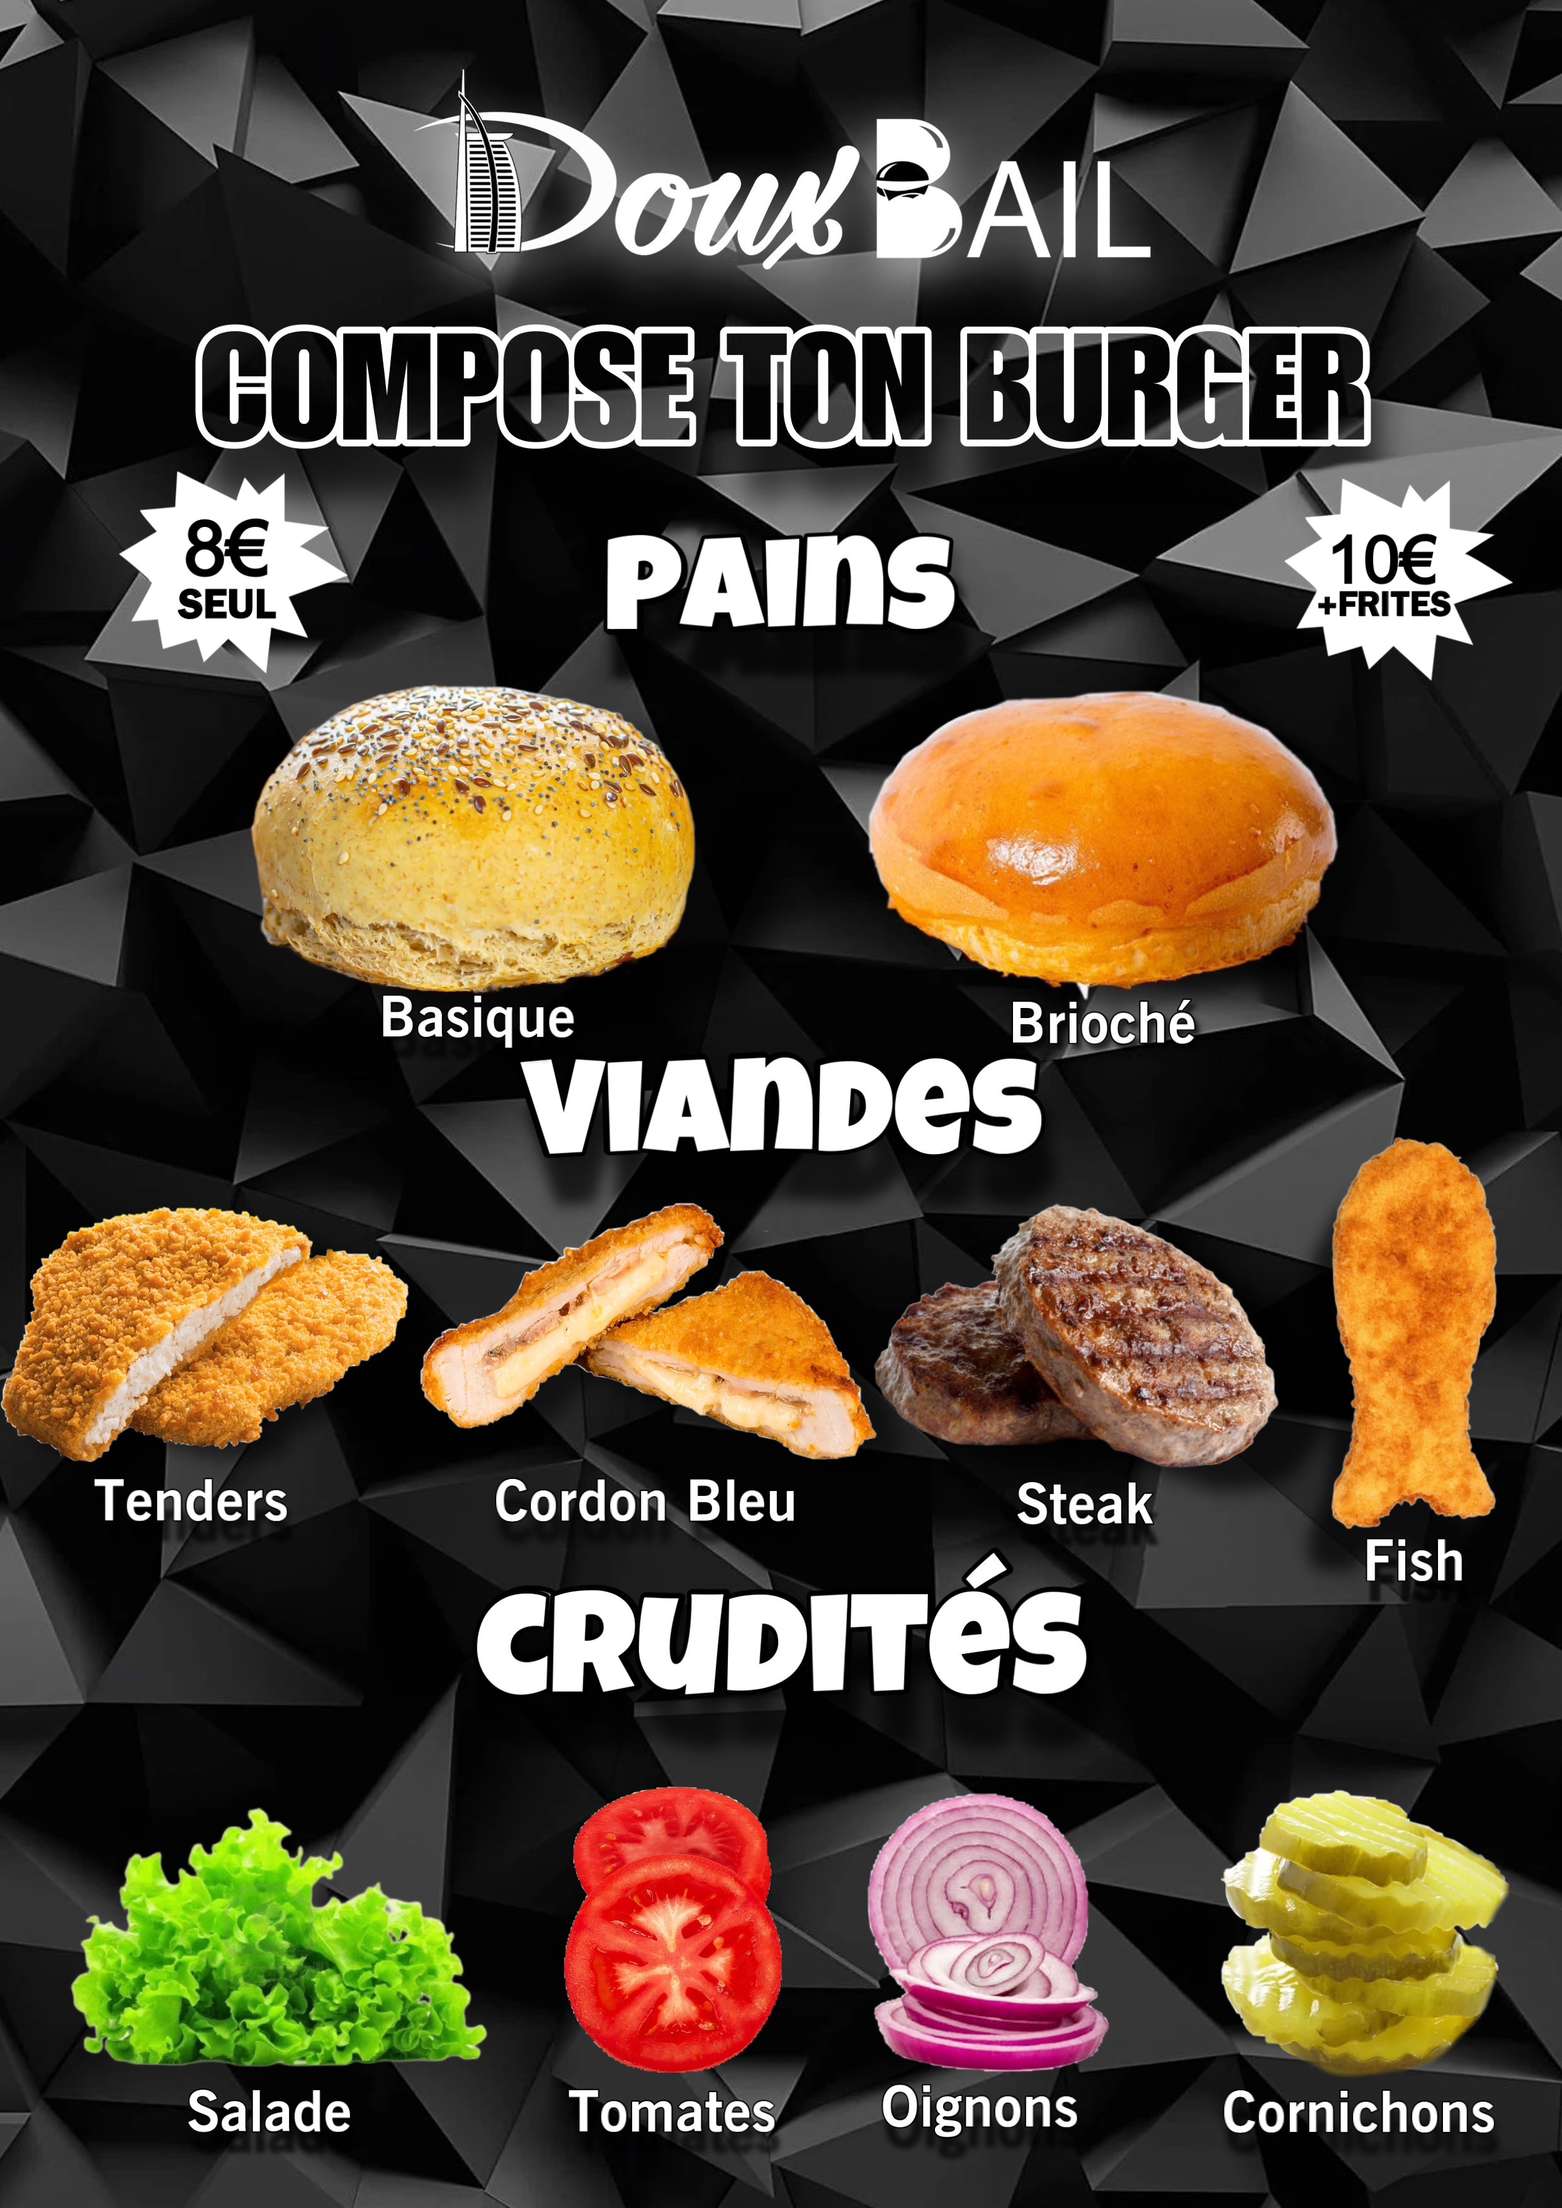 Doux BAIL
COMPOSE TON BURGER
8€
SEUL
PAINS
10€
+FRITES
Basique
Brioché
VIANDES
Tenders
Cordon Bleu
Steak
Fish
CRUDITÉS
Salade
Tomates
Oignons
Cornichons